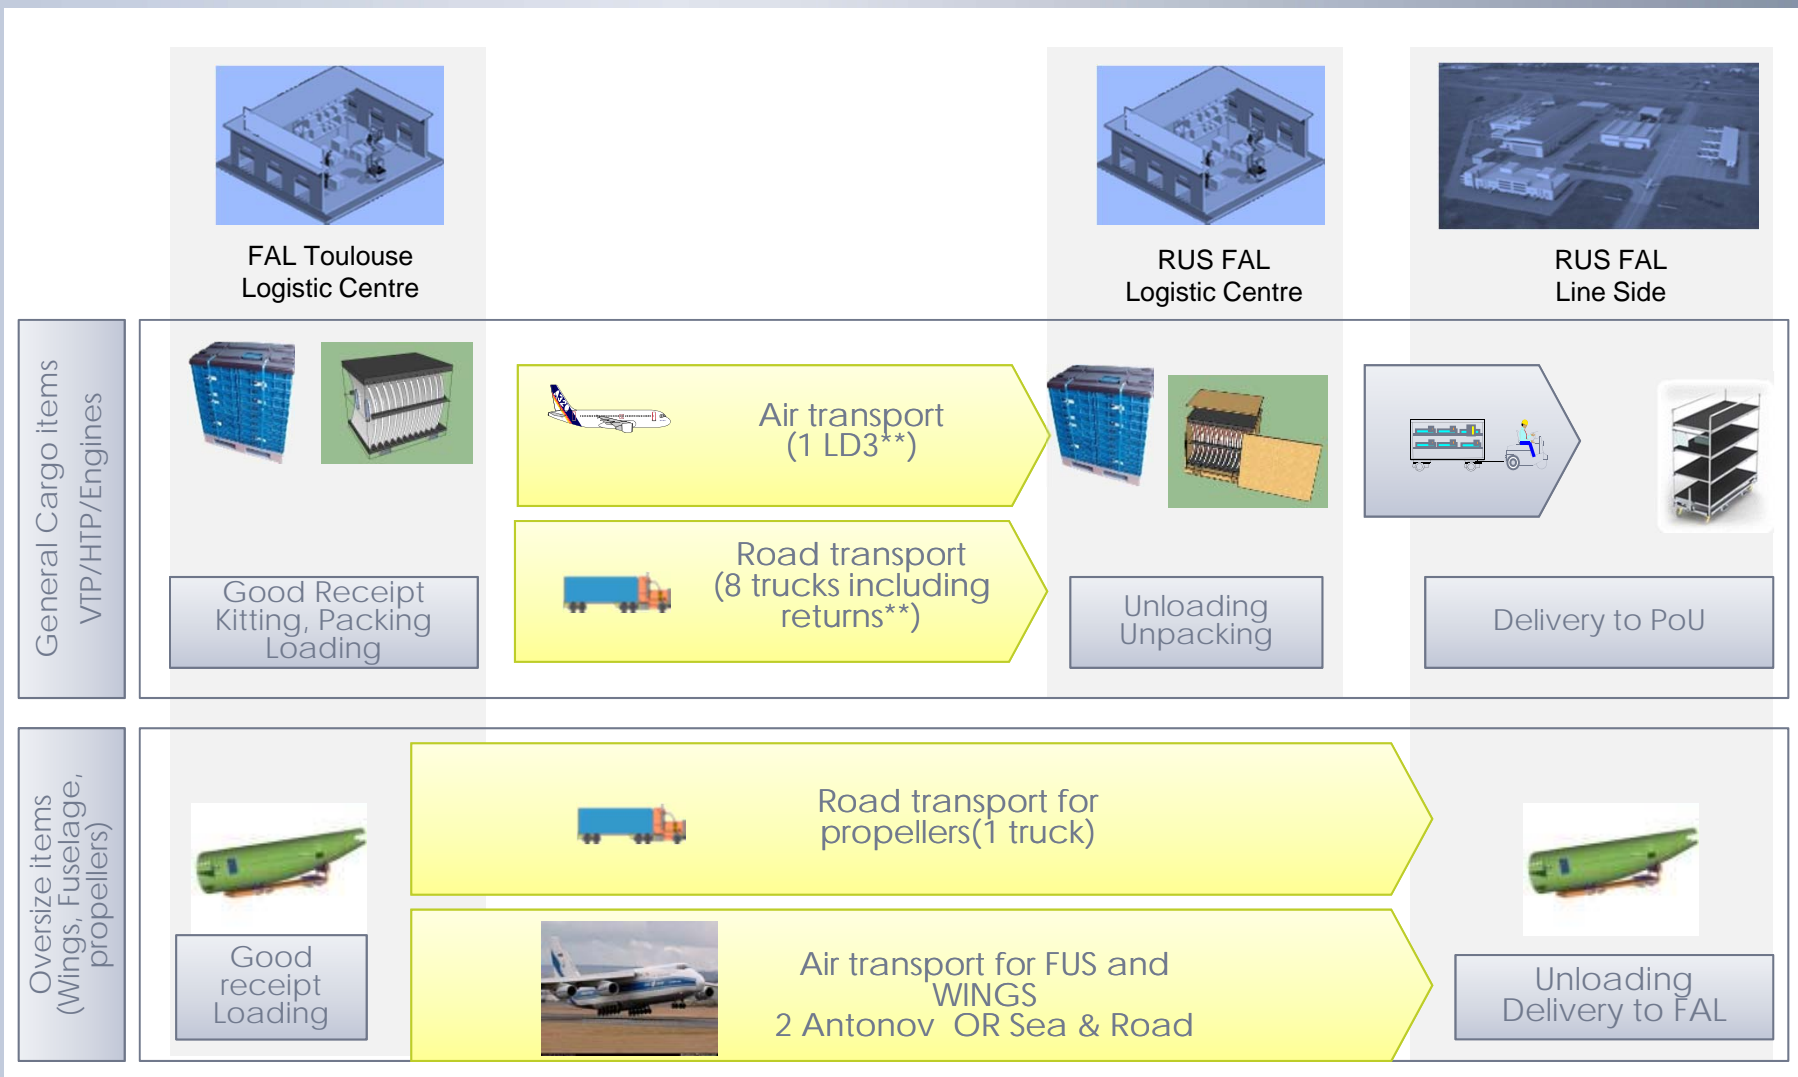 FAL Toulouse
Logistic Centre
RUS FAL
Logistic Centre
RUS FAL
Line Side
General Cargo items
VTP/HTP/Engines
Air transport
(1 LD3**)
Road transport
(8 trucks including
returns**)
Good Receipt
Kitting, Packing
Loading
Unloading
Unpacking
Delivery to PoU
Oversize items
(Wings, Fuselage,
propellers)
Road transport for
propellers(1 truck)
Good
receipt
Loading
Air transport for FUS and
WINGS
2 Antonov OR Sea & Road
Unloading
Delivery to FAL